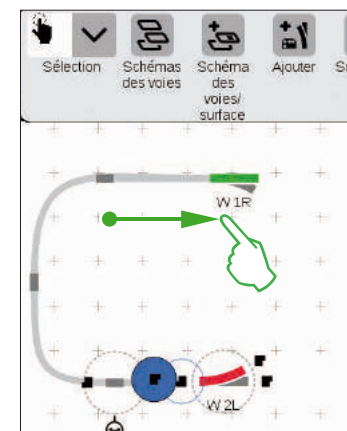 Sélection
Schémas
des voies
Schéma
des
voies/
surface
Ajouter
W 1R
W 2L